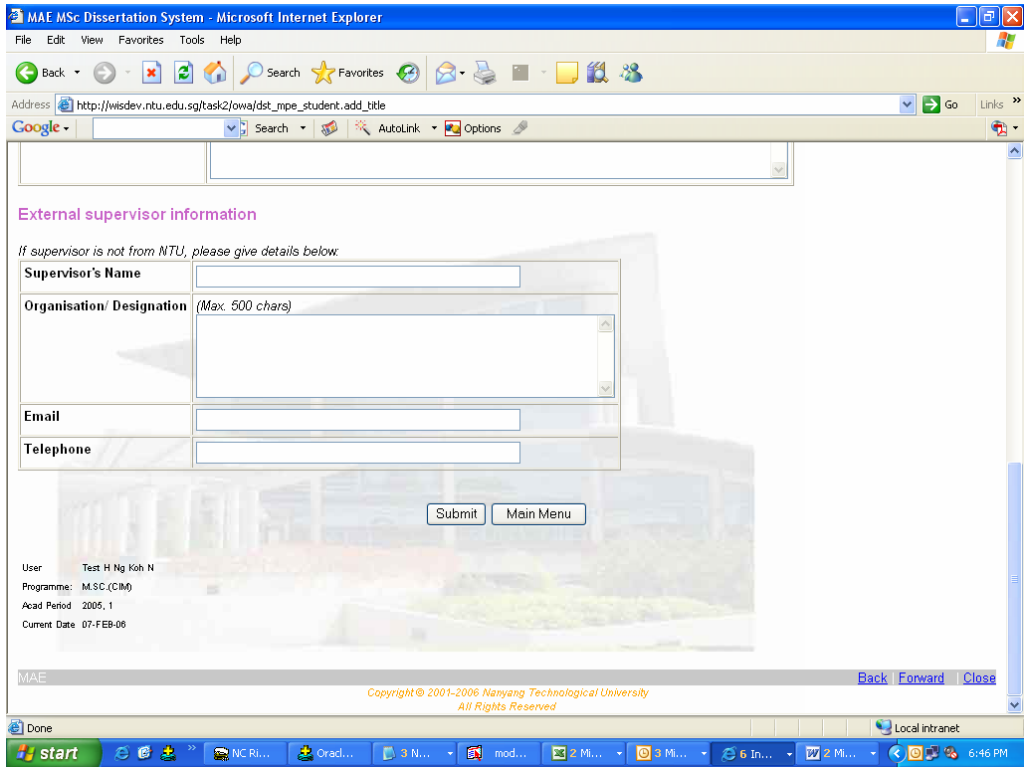 MAE MSc Dissertation System - Microsoft Internet Explorer
File Edit View Favorites Tools Help
Back Search Favorites
Address http://wisdev.ntu.edu.sg/task2/owa/dst_mpe_student.add_title Go Links »
Google Search AutoLink Options
External supervisor information
If supervisor is not from NTU, please give details below:
Supervisor's Name
Organisation/ Designation (Max. 500 chars)
Email
Telephone
Submit Main Menu
User Test H Ng Koh N
Programme: M.SC.(CIM)
Acad Period 2005, 1
Current Date 07-FEB-06
MAE Back | Forward | Close
Copyright © 2001-2006 Nanyang Technological University
All Rights Reserved
Done Local intranet
start » NC Ri... Oracl... 3 N... mod... 2 Mi... 3 Mi... 6 In... 2 Mi... 6:46 PM